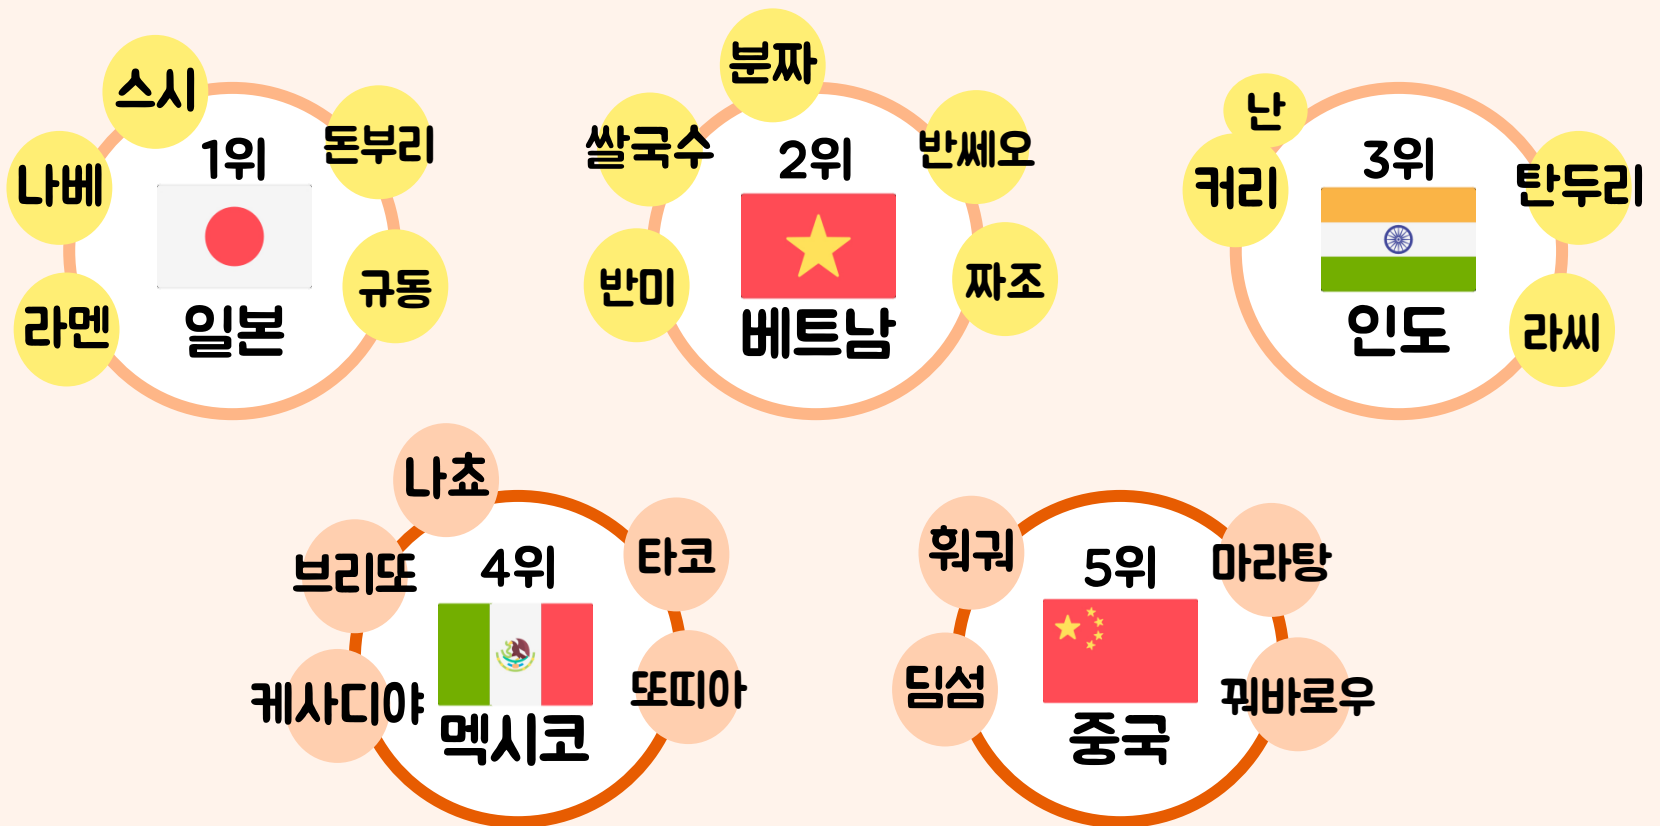 스시
나베
라멘
1위
일본
돈부리
규동
분짜
쌀국수
반미
2위
베트남
반쎄오
짜조
난
커리
3위
인도
탄두리
라씨
나쵸
브리또
케사디야
4위
멕시코
타코
또띠아
훠궈
딤섬
5위
중국
마라탕
꿔바로우